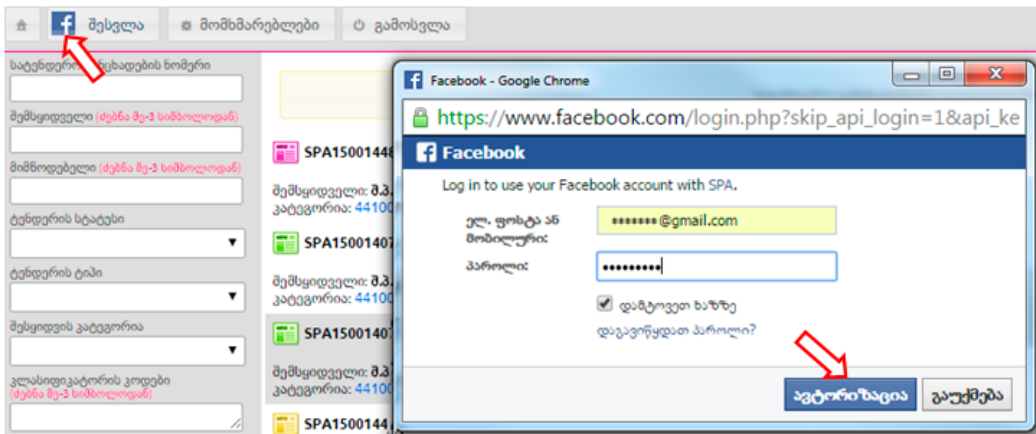 შესვლა
მომხმარებლები
გამოსვლა
ნომერი
შემსყიდველი (ძებნა მე-3 სიმბოლოდან)
მიმწოდებელი (ძებნა მე-3 სიმბოლოდან)
ტენდერის სტატუსი
ტენდერის ტიპი
შესყიდვის კატეგორია
კლასიფიკატორის კოდები
(ძებნა მე-3 სიმბოლოდან)
SPA15001448
შემსყიდველი: შ.პ.
კატეგორია: 44100
SPA15001407
შემსყიდველი: შ.პ.
კატეგორია: 44100
SPA15001407
შემსყიდველი: შ.პ.
კატეგორია: 44100
SPA1500144
Facebook - Google Chrome
https://www.facebook.com/login.php?skip_api_login=1&api_ke
Facebook
Log in to use your Facebook account with SPA.
ელ. ფოსტა ან
მობილური:
*******@gmail.com
პაროლი:
•••••••••
დამტოვეთ ხაზზე
დაგავიწყდათ პაროლი?
ავტორიზაცია
გაუქმება